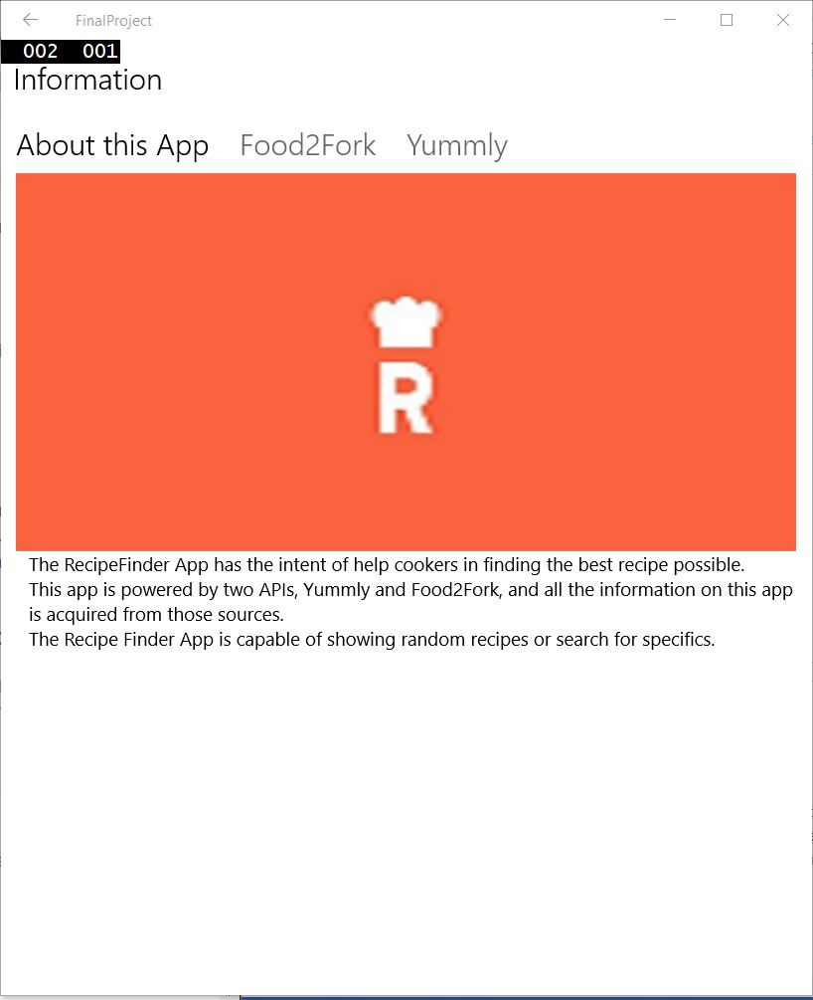 FinalProject
002 001
Information
About this App Food2Fork Yummly
R
The RecipeFinder App has the intent of help cookers in finding the best recipe possible.
This app is powered by two APIs, Yummly and Food2Fork, and all the information on this app
is acquired from those sources.
The Recipe Finder App is capable of showing random recipes or search for specifics.